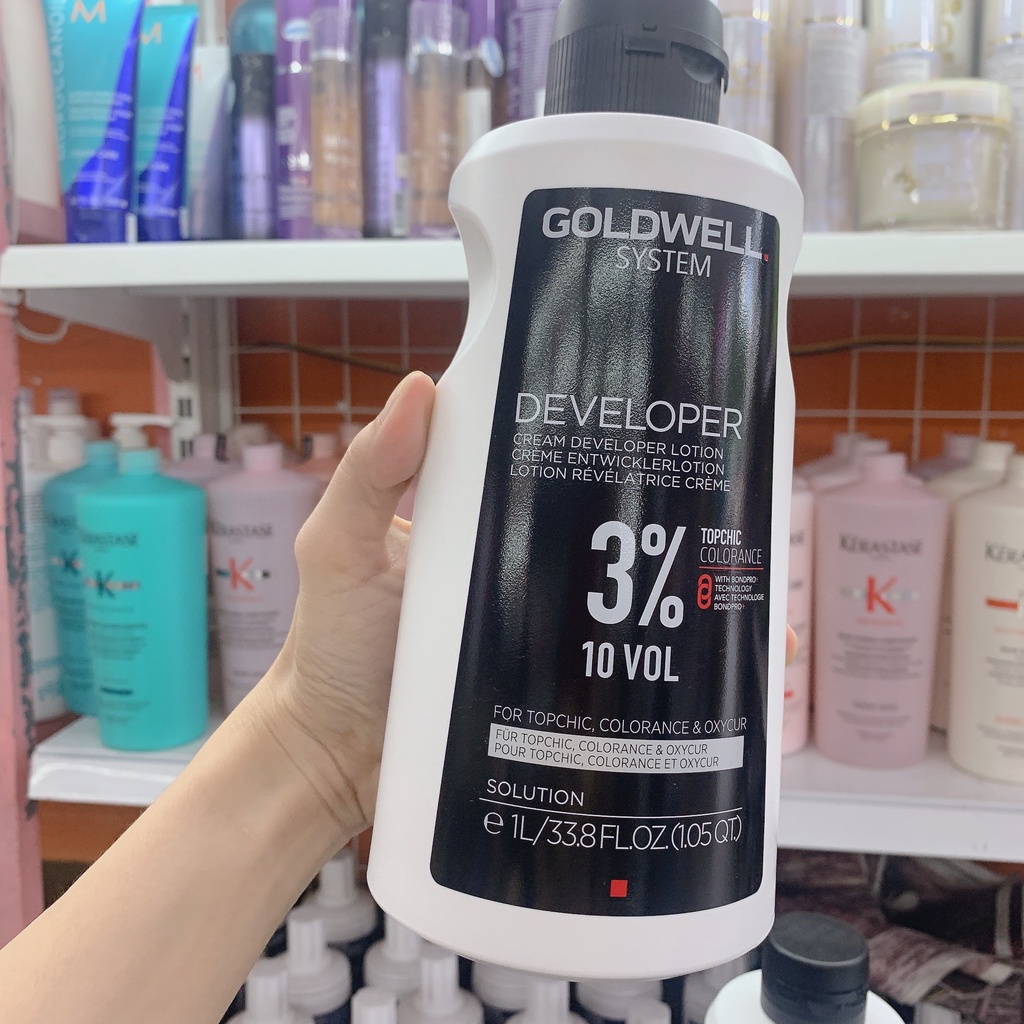 GOLDWELL.
SYSTEM
DEVELOPER
CREAM DEVELOPER LOTION
CRÈME ENTWICKLERLOTION
LOTION RÉVÉLATRICE CRÈME
3%
10 VOL
TOPCHIC
COLORANCE
WITH BONDPRO+
TECHNOLOGY
AVEC TECHNOLOGIE
BONDPRO+
FOR TOPCHIC, COLORANCE & OXYCUR
FÜR TOPCHIC, COLORANCE & OXYCUR
POUR TOPCHIC, COLORANCE ET OXYCUR
SOLUTION
e 1L/33.8 FL.OZ. (1.05 QT.)
M
M
K
KÉRASTASE
K
KÉRASTASE
K